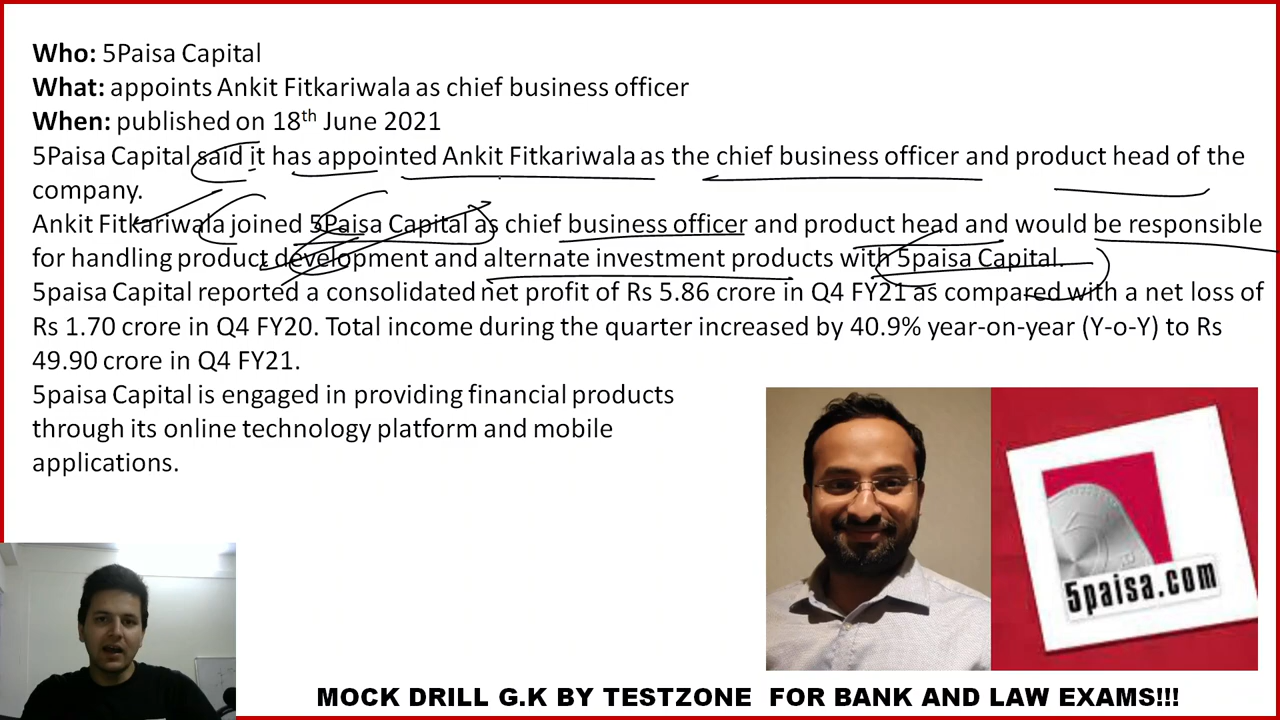 Who: 5Paisa Capital
What: appoints Ankit Fitkariwala as chief business officer
When: published on 18th June 2021
5Paisa Capital said it has appointed Ankit Fitkariwala as the chief business officer and product head of the
company.
Ankit Fitkariwala joined 5Paisa Capital as chief business officer and product head and would be responsible
for handling product development and alternate investment products with 5paisa Capital.
5paisa Capital reported a consolidated net profit of Rs 5.86 crore in Q4 FY21 as compared with a net loss of
Rs 1.70 crore in Q4 FY20. Total income during the quarter increased by 40.9% year-on-year (Y-o-Y) to Rs
49.90 crore in Q4 FY21.
5paisa Capital is engaged in providing financial products
through its online technology platform and mobile
applications.
5paisa.com
MOCK DRILL G.K BY TESTZONE FOR BANK AND LAW EXAMS!!!